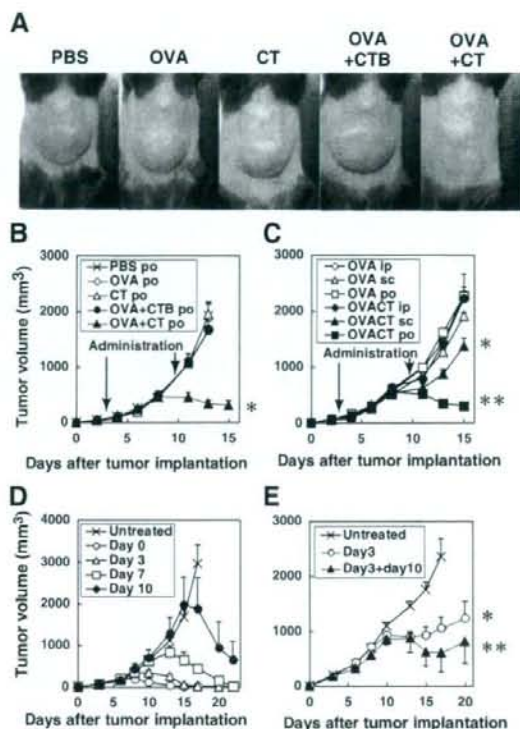 A
PBS
OVA
CT
OVA +CTB
OVA +CT
B
Tumor volume (mm³)
3000
2000
1000
0
PBS po
OVA po
CT po
OVA+CTB po
OVA+CT po
Administration
*
0 5 10 15
Days after tumor implantation
C
3000
2000
1000
0
OVA ip
OVA sc
OVA po
OVACT ip
OVACT sc
OVACT po
Administration
*
**
0 5 10 15
Days after tumor implantation
D
Tumor volume (mm³)
4000
3000
2000
1000
0
Untreated
Day 0
Day 3
Day 7
Day 10
0 5 10 15 20
Days after tumor implantation
E
3000
2000
1000
0
Untreated
Day3
Day3+day10
*
**
0 5 10 15 20
Days after tumor implantation